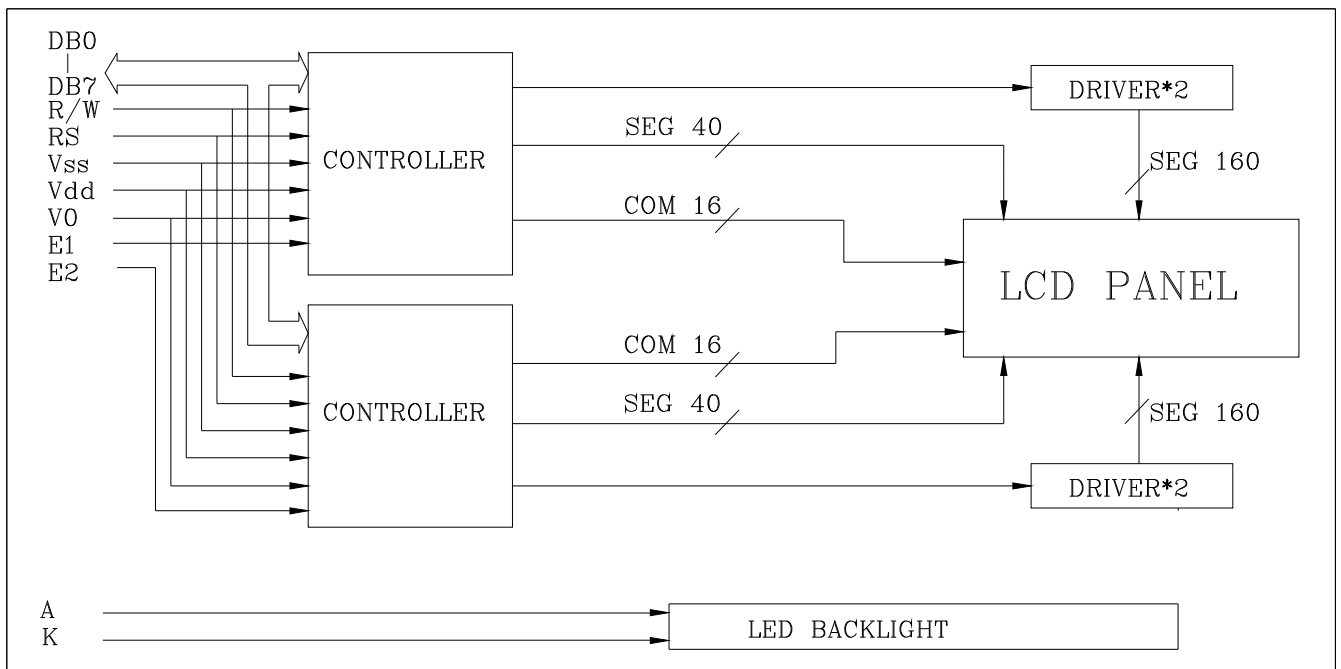 DB0
|
DB7
R/W
RS
Vss
Vdd
V0
E1
E2
CONTROLLER
SEG 40
COM 16
DRIVER*2
SEG 160
LCD PANEL
CONTROLLER
COM 16
SEG 40
SEG 160
DRIVER*2
A
K
LED BACKLIGHT